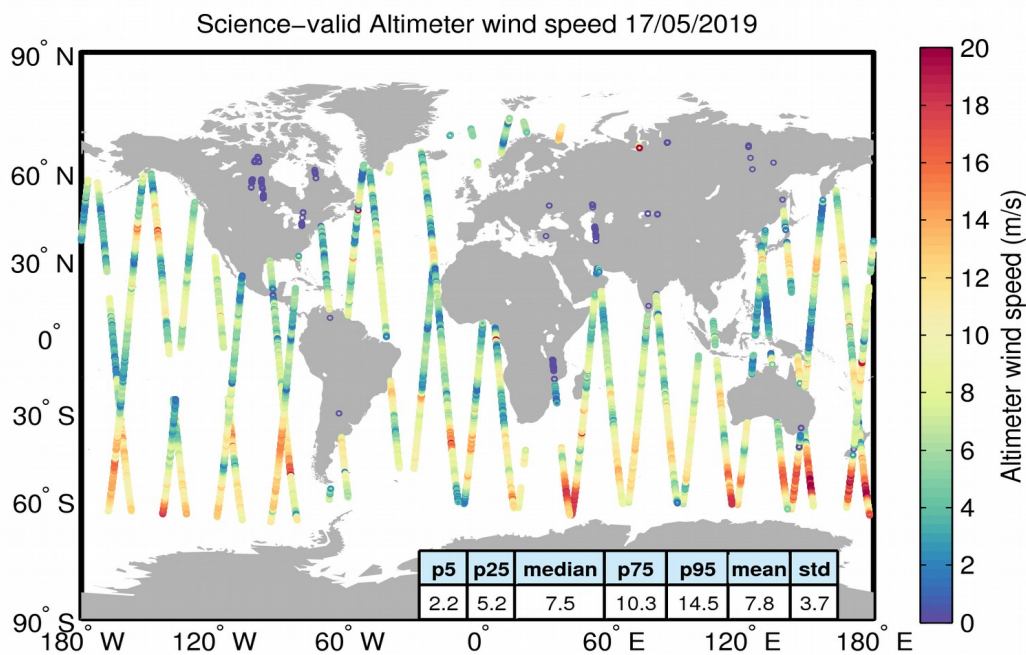 Science−valid Altimeter wind speed 17/05/2019
90° N
60° N
30° N
0°
30° S
60° S
90° S
180° W
120° W
60° W
0°
60° E
120° E
180° E
p5 p25 median p75 p95 mean std
2.2 5.2 7.5 10.3 14.5 7.8 3.7
20
18
16
14
12
10
8
6
4
2
0
Altimeter wind speed (m/s)